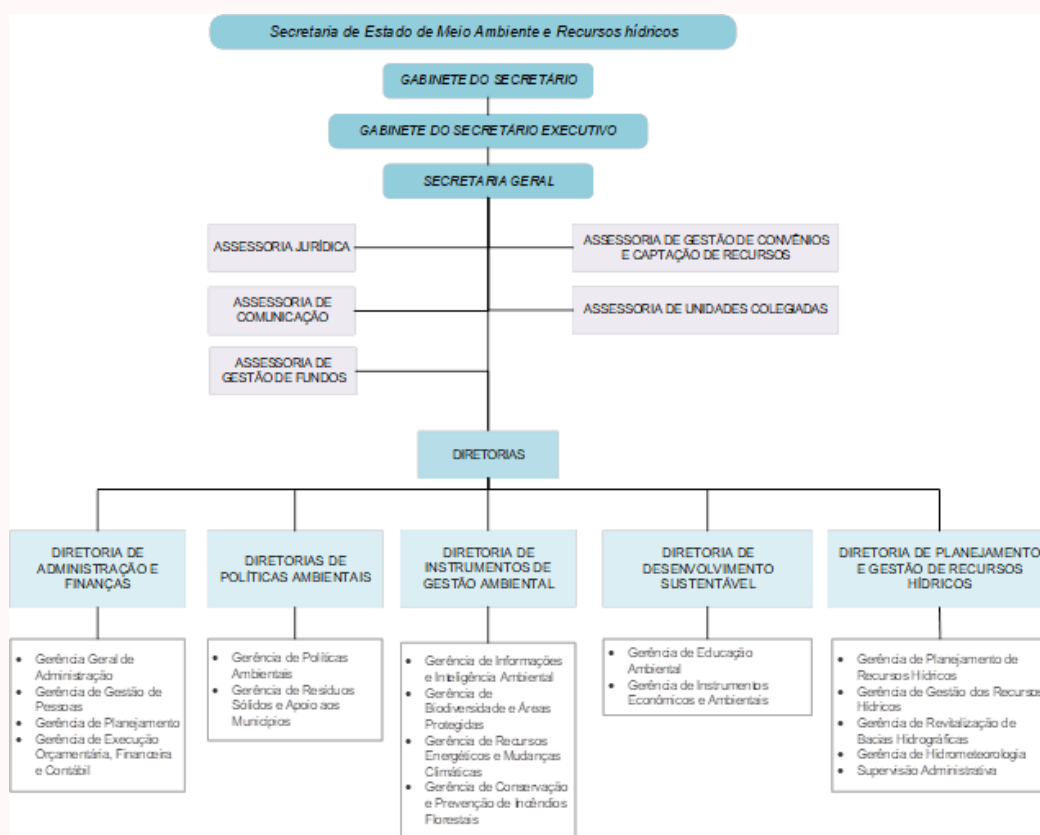 Secretaria de Estado de Meio Ambiente e Recursos hídricos
GABINETE DO SECRETÁRIO
GABINETE DO SECRETÁRIO EXECUTIVO
SECRETARIA GERAL
ASSESSORIA JURÍDICA
ASSESSORIA DE GESTÃO DE CONVÊNIOS
E CAPTAÇÃO DE RECURSOS
ASSESSORIA DE
COMUNICAÇÃO
ASSESSORIA DE UNIDADES COLEGIADAS
ASSESSORIA DE
GESTÃO DE FUNDOS
DIRETORIAS
DIRETORIA DE
ADMINISTRAÇÃO E
FINANÇAS
DIRETORIAS DE
POLÍTICAS AMBIENTAIS
DIRETORIA DE
INSTRUMENTOS DE
GESTÃO AMBIENTAL
DIRETORIA DE
DESENVOLVIMENTO
SUSTENTÁVEL
DIRETORIA DE PLANEJAMENTO
E GESTÃO DE RECURSOS
HÍDRICOS
• Gerência Geral de
Administração
• Gerência de Gestão de
Pessoas
• Gerência de Planejamento
• Gerência de Execução
Orçamentária, Financeira
e Contábil
• Gerência de Políticas
Ambientais
• Gerência de Resíduos
Sólidos e Apoio aos
Municípios
• Gerência de Informações
e Inteligência Ambiental
• Gerência de
Biodiversidade e Áreas
Protegidas
• Gerência de Recursos
Energéticos e Mudanças
Climáticas
• Gerência de Conservação
e Prevenção de Incêndios
Florestais
• Gerência de Educação
Ambiental
• Gerência de Instrumentos
Econômicos e Ambientais
• Gerência de Planejamento de
Recursos Hídricos
• Gerência de Gestão dos Recursos
Hídricos
• Gerência de Revitalização de
Bacias Hidrográficas
• Gerência de Hidrometeorologia
• Supervisão Administrativa